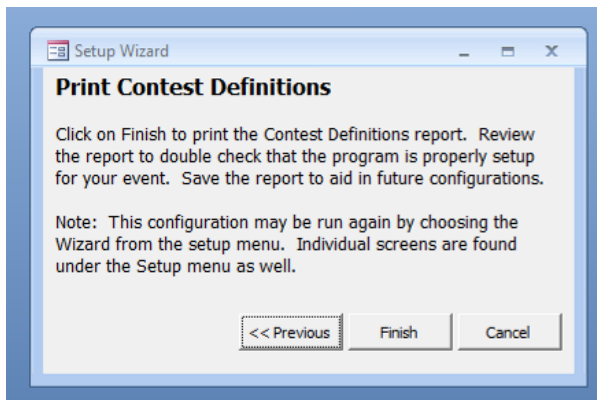 Setup Wizard
Print Contest Definitions
Click on Finish to print the Contest Definitions report.  Review
the report to double check that the program is properly setup
for your event.  Save the report to aid in future configurations.
Note:  This configuration may be run again by choosing the
Wizard from the setup menu.  Individual screens are found
under the Setup menu as well.
<< Previous Finish Cancel